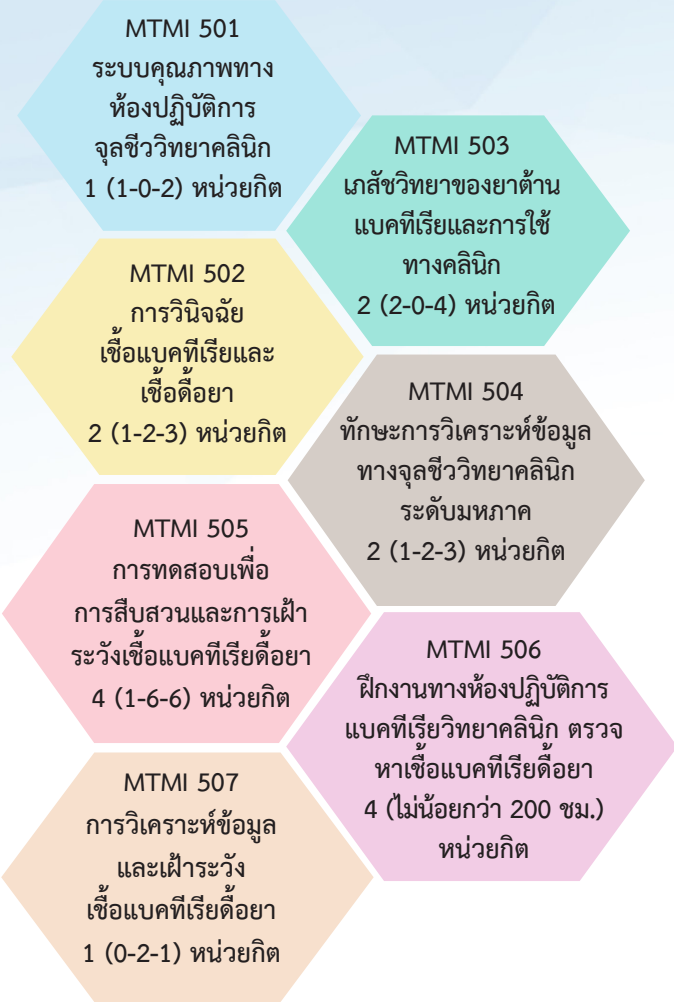 MTMI 501
ระบบคุณภาพทาง
ห้องปฏิบัติการ
จุลชีววิทยาคลินิก
1 (1-0-2) หน่วยกิต
MTMI 503
เภสัชวิทยาของยาต้าน
แบคทีเรียและการใช้
ทางคลินิก
2 (2-0-4) หน่วยกิต
MTMI 502
การวินิจฉัย
เชื้อแบคทีเรียและ
เชื้อดื้อยา
2 (1-2-3) หน่วยกิต
MTMI 504
ทักษะการวิเคราะห์ข้อมูล
ทางจุลชีววิทยาคลินิก
ระดับมหภาค
2 (1-2-3) หน่วยกิต
MTMI 505
การทดสอบเพื่อ
การสืบสวนและการเฝ้า
ระวังเชื้อแบคทีเรียดื้อยา
4 (1-6-6) หน่วยกิต
MTMI 506
ฝึกงานทางห้องปฏิบัติการ
แบคทีเรียวิทยาคลินิก ตรวจ
หาเชื้อแบคทีเรียดื้อยา
4 (ไม่น้อยกว่า 200 ชม.)
หน่วยกิต
MTMI 507
การวิเคราะห์ข้อมูล
และเฝ้าระวัง
เชื้อแบคทีเรียดื้อยา
1 (0-2-1) หน่วยกิต